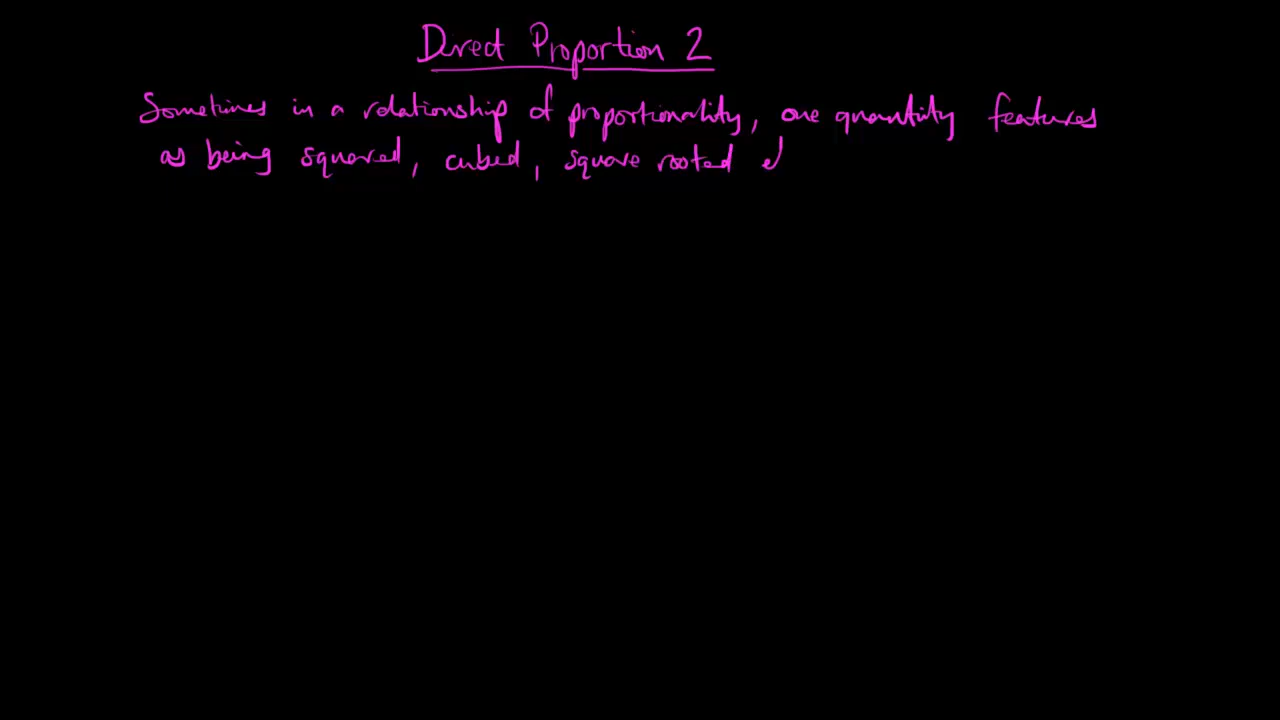 Direct Proportion 2
Sometimes in a relationship of proportionality, one quantity features
as being squared, cubed, square rooted e